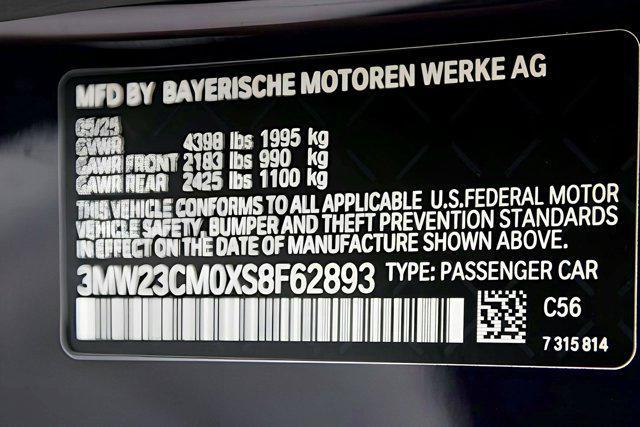 MFD BY BAYERISCHE MOTOREN WERKE AG
05/25
GVWR 4398 lbs 1995 kg
GAWR FRONT 2183 lbs 990 kg
GAWR REAR 2425 lbs 1100 kg
THIS VEHICLE CONFORMS TO ALL APPLICABLE U.S.FEDERAL MOTOR
VEHICLE SAFETY, BUMPER AND THEFT PREVENTION STANDARDS
IN EFFECT ON THE DATE OF MANUFACTURE SHOWN ABOVE.
3MW23CM0XS8F62893 TYPE: PASSENGER CAR
C56
7 315 814